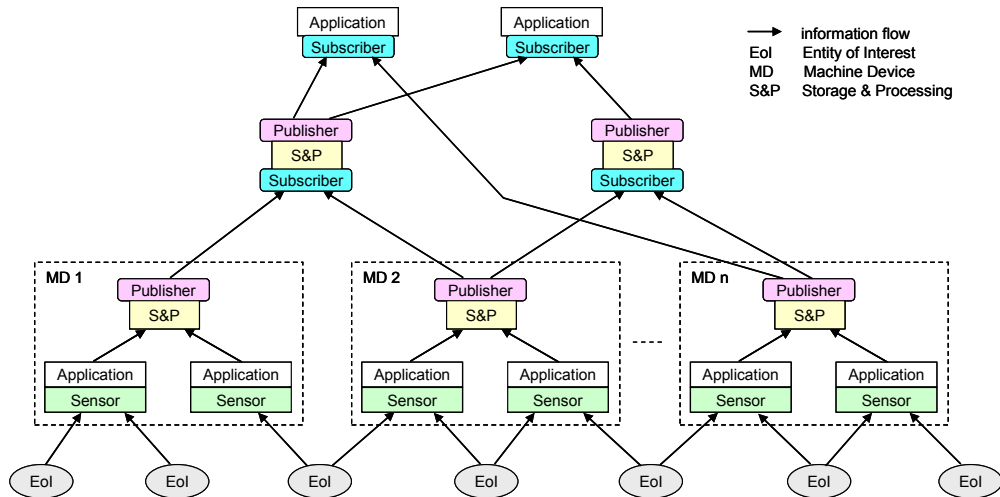 Application
Application
Subscriber
Subscriber
information flow
EoI Entity of Interest
MD Machine Device
S&P Storage & Processing
Publisher
Publisher
S&P
S&P
Subscriber
Subscriber
MD 1
MD 2
MD n
Publisher
Publisher
Publisher
S&P
S&P
S&P
Application
Application
Application
Application
Application
Application
Sensor
Sensor
Sensor
Sensor
Sensor
Sensor
EoI
EoI
EoI
EoI
EoI
EoI
EoI